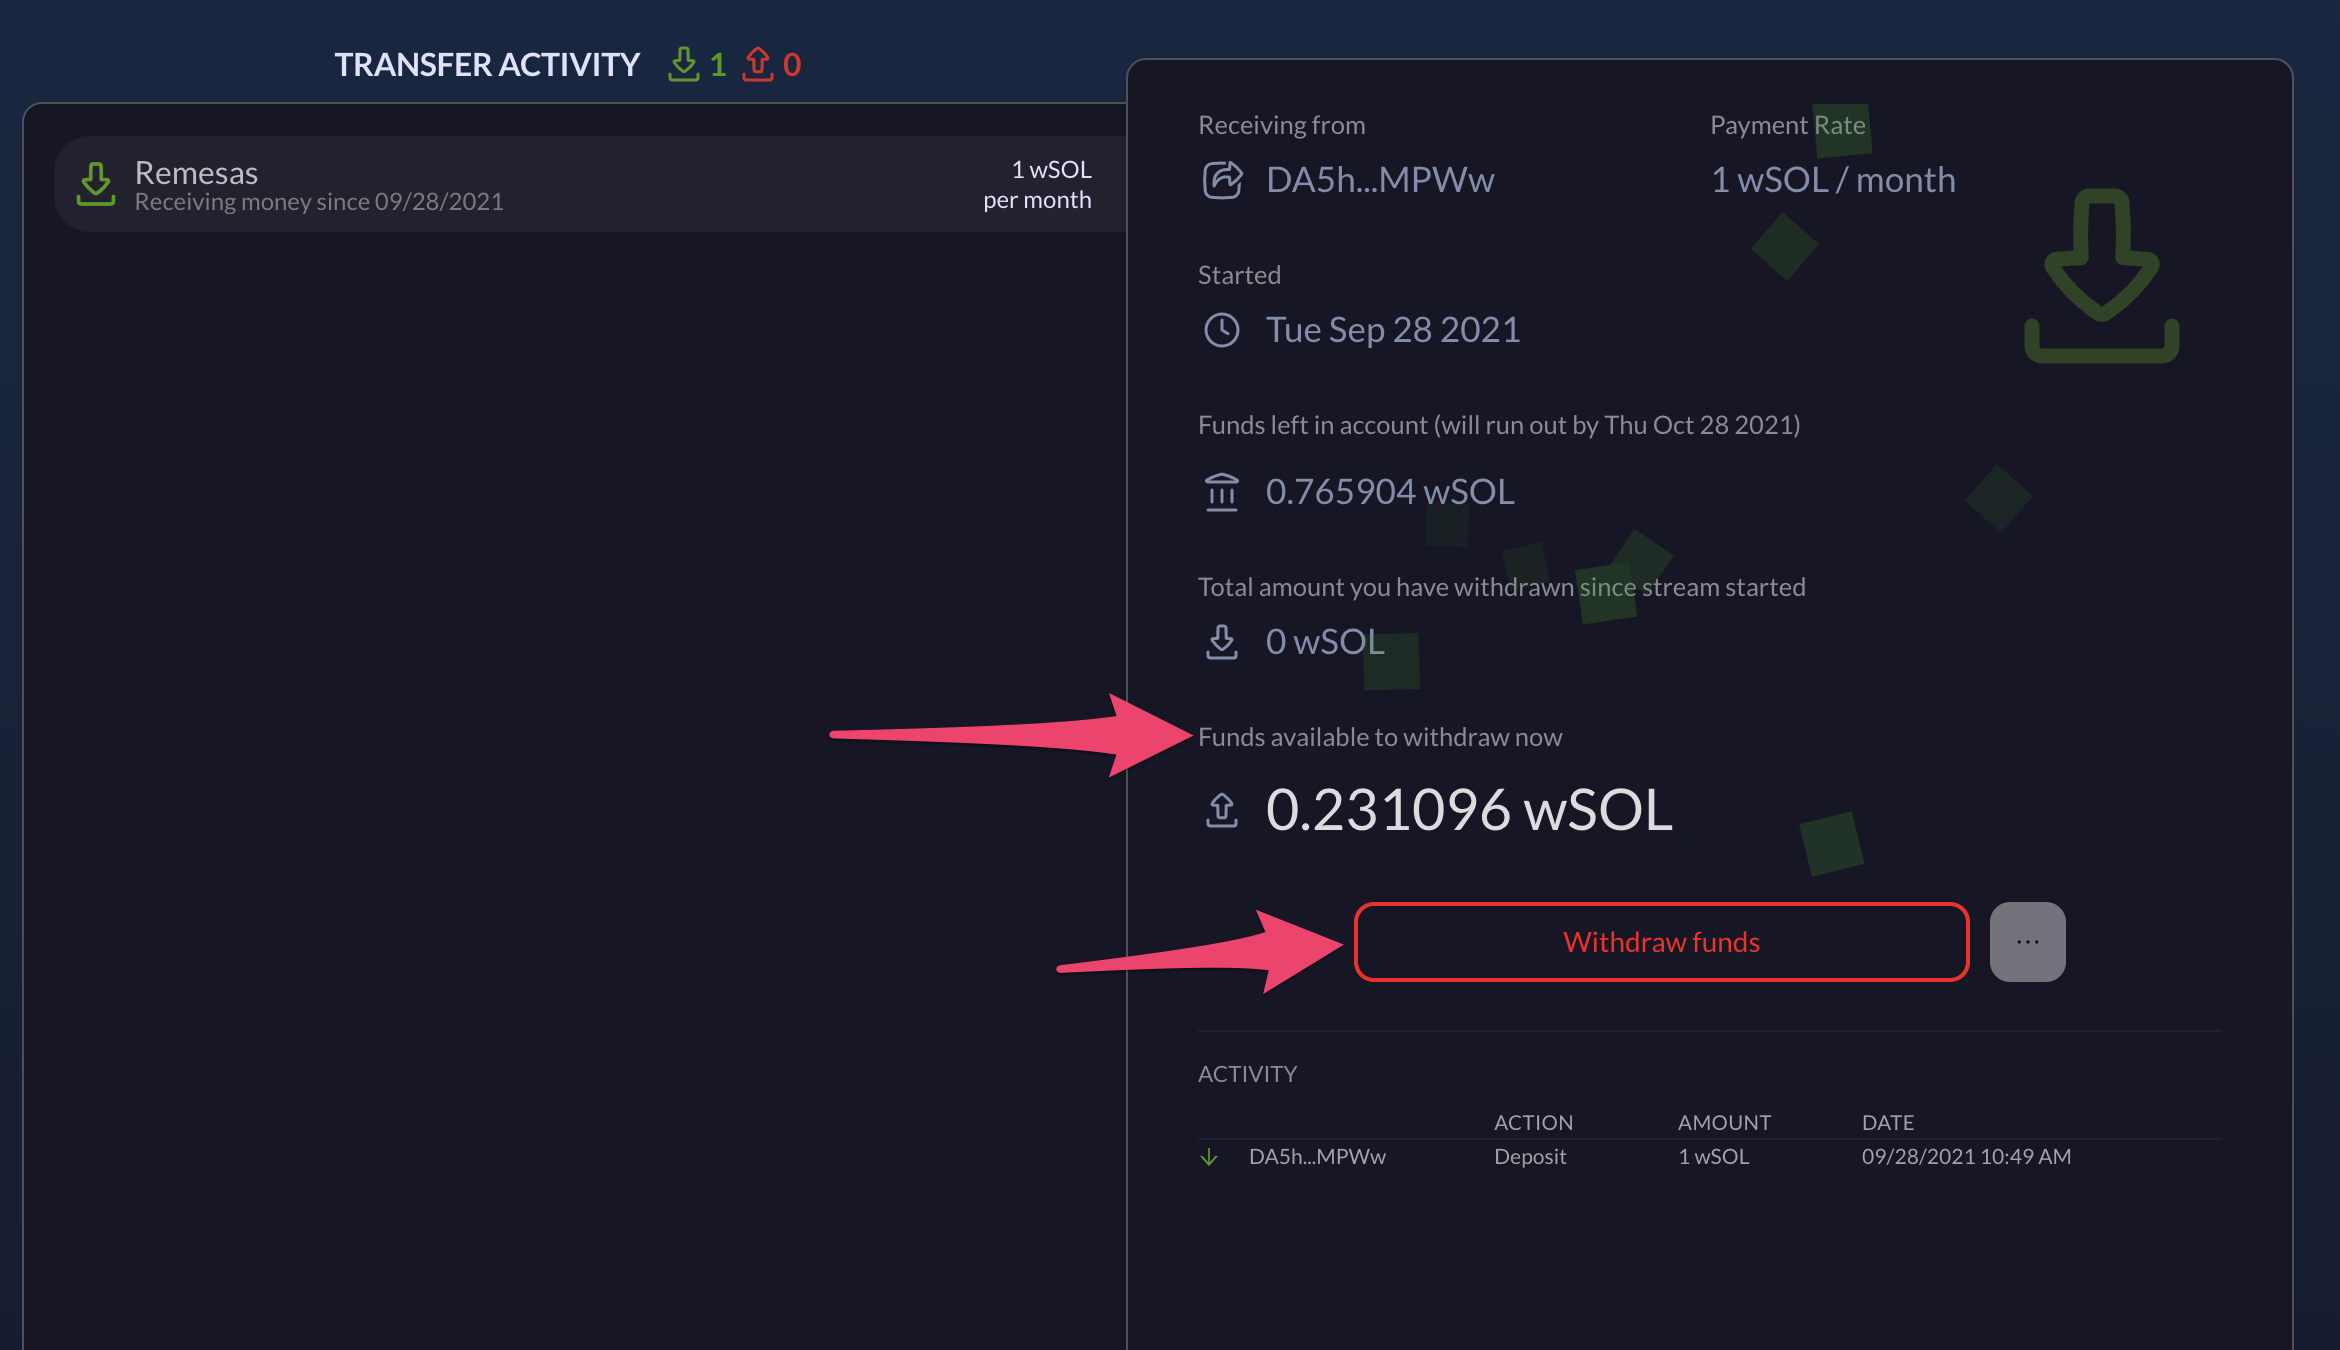 TRANSFER ACTIVITY 1 0
Remesas
Receiving money since 09/28/2021
1 wSOL
per month
Receiving from
DA5h...MPWw
Payment Rate
1 wSOL / month
Started
Tue Sep 28 2021
Funds left in account (will run out by Thu Oct 28 2021)
0.765904 wSOL
Total amount you have withdrawn since stream started
0 wSOL
Funds available to withdraw now
0.231096 wSOL
Withdraw funds ...
ACTIVITY
ACTION AMOUNT DATE
DA5h...MPWw Deposit 1 wSOL 09/28/2021 10:49 AM